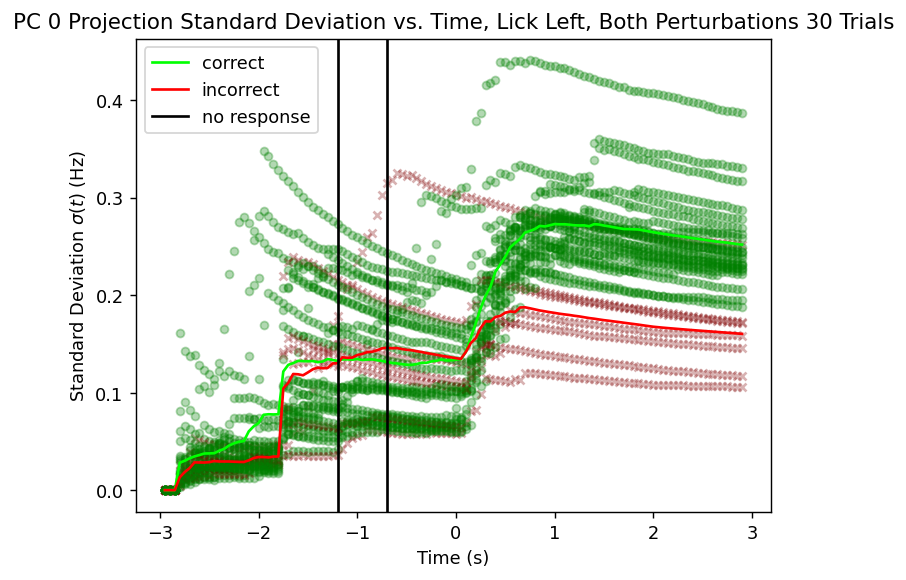 PC 0 Projection Standard Deviation vs. Time, Lick Left, Both Perturbations 30 Trials
correct
incorrect
no response
Standard Deviation σ(t) (Hz)
0.4
0.3
0.2
0.1
0.0
−3 −2 −1 0 1 2 3
Time (s)